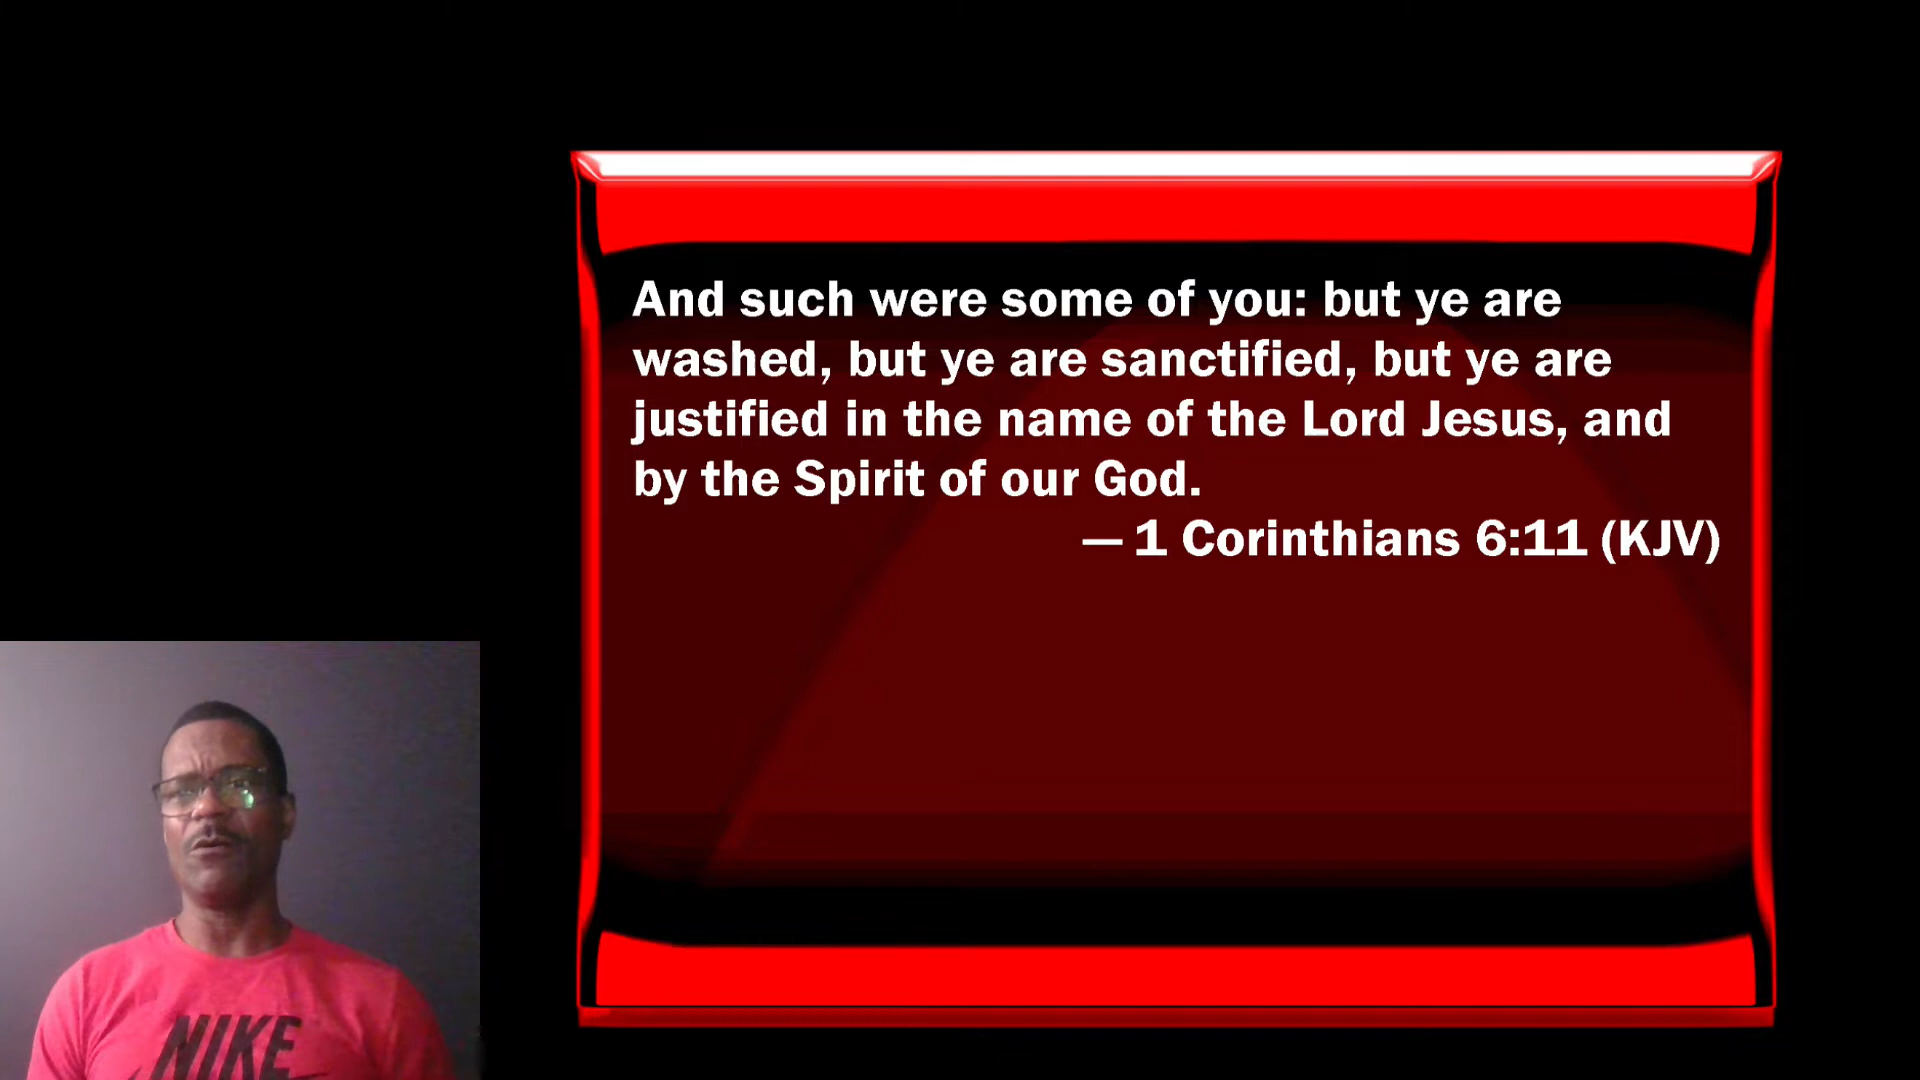 And such were some of you: but ye are
washed, but ye are sanctified, but ye are
justified in the name of the Lord Jesus, and
by the Spirit of our God.
— 1 Corinthians 6:11 (KJV)
NIKE